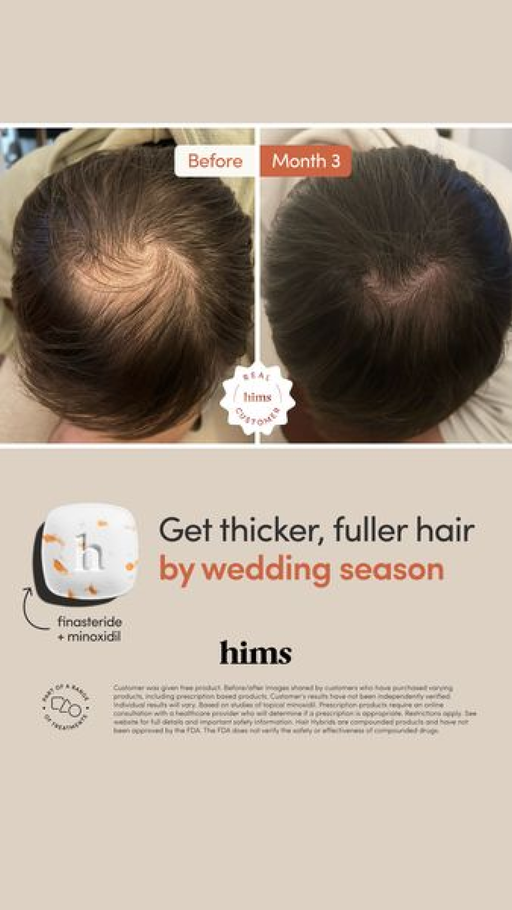 Before
Month 3
REAL
hims
CUSTOMER
h
Get thicker, fuller hair
by wedding season
finasteride
+ minoxidil
hims
PART OF A RANGE
OF TREATMENTS
Customer was given free product. Before/after images shared by customers who have purchased varying
products, including prescription based products. Customer's results have not been independently verified.
Individual results will vary. Based on studies of topical minoxidil. Prescription products require an online
consultation with a healthcare provider who will determine if a prescription is appropriate. Restrictions apply. See
website for full details and important safety information. Hair Hybrids are compounded products and have not
been approved by the FDA. The FDA does not verify the safety or effectiveness of compounded drugs.